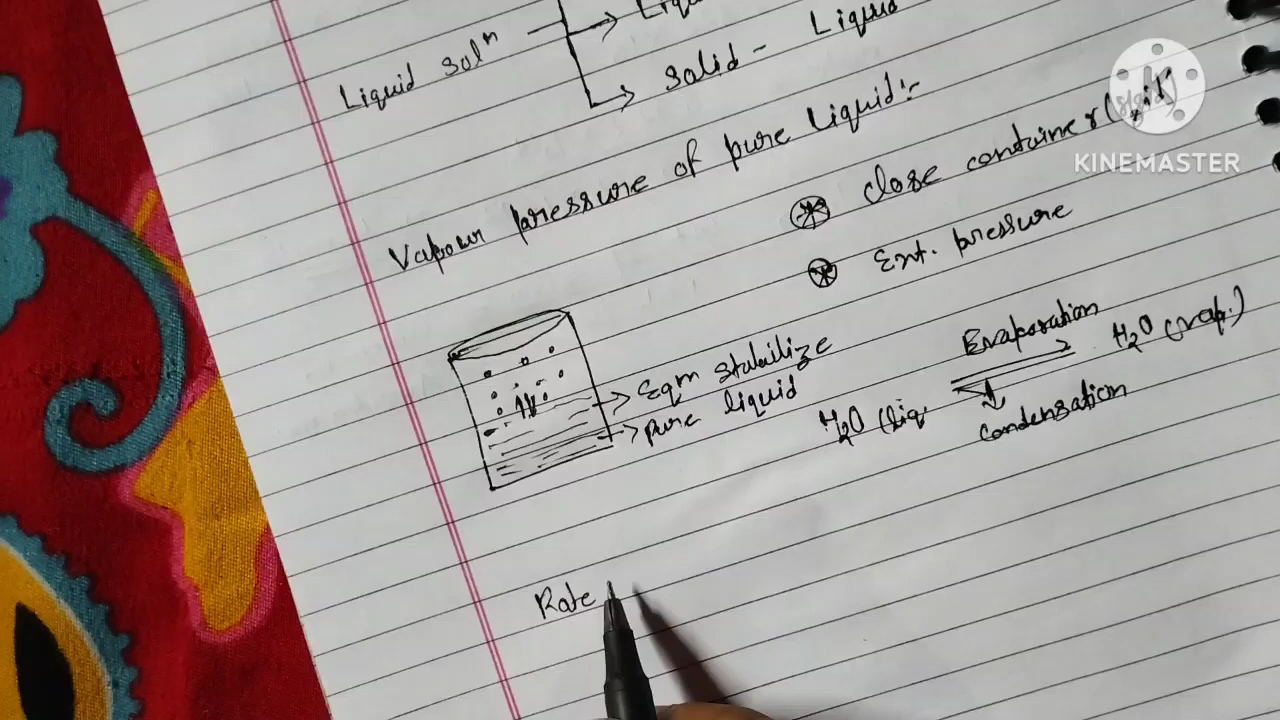 Liquid solⁿ
Solid - Liquid
Vapour pressure of pure Liquid:-
close container
Ext. pressure
Eqm stabilize
pure liquid
Evaporation
H₂O (liq. H₂O (vap.)
Condensation
Rate
KINEMASTER